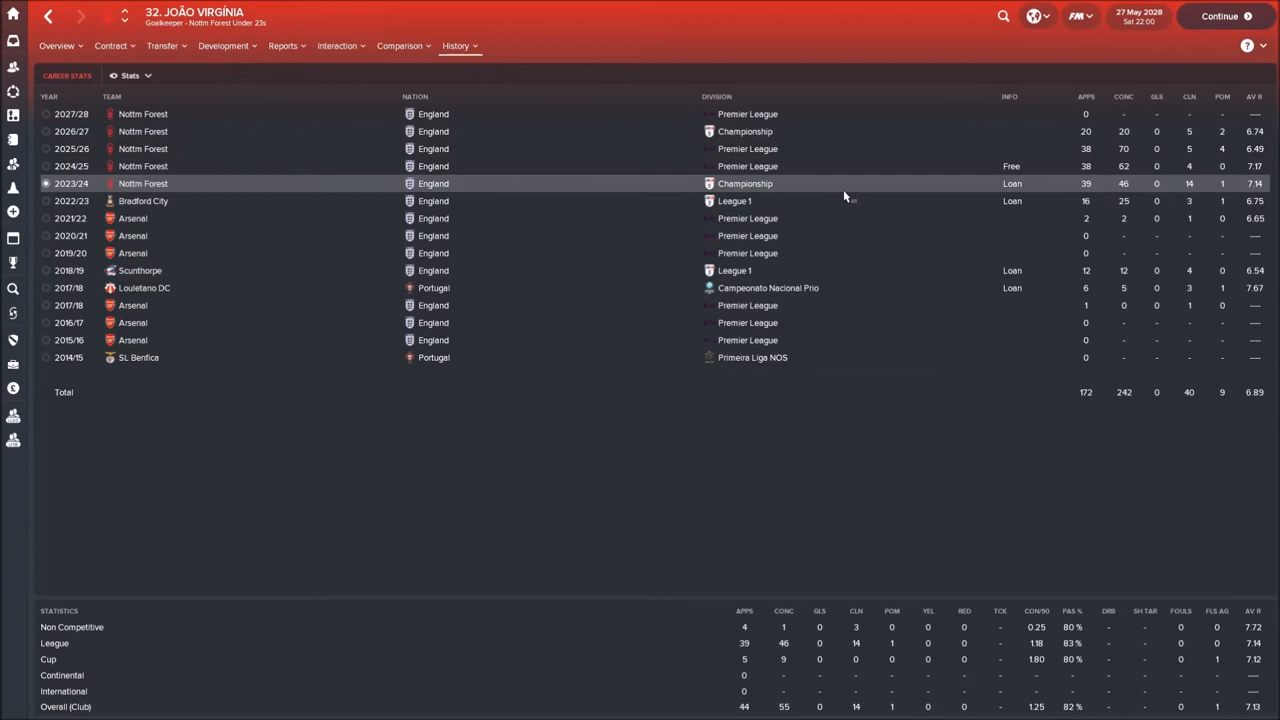 32. JOÃO VIRGÍNIA
Goalkeeper - Nottm Forest Under 23s
FM
27 May 2028
Sat 22:00
Continue
Overview Contract Transfer Development Reports Interaction Comparison History ?
CAREER STATS Stats
YEAR TEAM NATION DIVISION INFO APPS CONC GLS CLN POM AV R
2027/28 Nottm Forest England Premier League 0 - - - - ----
2026/27 Nottm Forest England Championship 20 20 0 5 2 6.74
2025/26 Nottm Forest England Premier League 38 70 0 5 4 6.49
2024/25 Nottm Forest England Premier League Free 38 62 0 4 0 7.17
2023/24 Nottm Forest England Championship Loan 39 46 0 14 1 7.14
2022/23 Bradford City England League 1 Loan 16 25 0 3 1 6.75
2021/22 Arsenal England Premier League 2 2 0 1 0 6.65
2020/21 Arsenal England Premier League 0 - - - - ----
2019/20 Arsenal England Premier League 0 - - - - ----
2018/19 Scunthorpe England League 1 Loan 12 12 0 4 0 6.54
2017/18 Louletano DC Portugal Campeonato Nacional Prio Loan 6 5 0 3 1 7.67
2017/18 Arsenal England Premier League 1 0 0 1 0 ----
2016/17 Arsenal England Premier League 0 - - - - ----
2015/16 Arsenal England Premier League 0 - - - - ----
2014/15 SL Benfica Portugal Primeira Liga NOS 0 - - - - ----
Total 172 242 0 40 9 6.89
STATISTICS APPS CONC GLS CLN POM YEL RED TCK CON/90 PAS % DRB SH TAR FOULS FLS AG AV R
Non Competitive 4 1 0 3 0 0 0 - 0.25 80 % - - 0 0 7.72
League 39 46 0 14 1 0 0 - 1.18 83 % - - 0 0 7.14
Cup 5 9 0 0 0 0 0 - 1.80 80 % - - 0 1 7.12
Continental 0 - - - - - - - - - - - - - ----
International 0 - - - - - - - - - - - - - ----
Overall (Club) 44 55 0 14 1 0 0 - 1.25 82 % - - 0 1 7.13